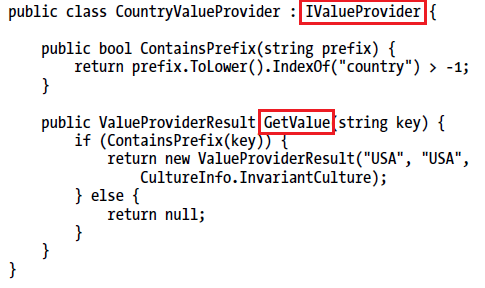 public class CountryValueProvider : IValueProvider {
public bool ContainsPrefix(string prefix) {
return prefix.ToLower().IndexOf("country") > -1;
}
public ValueProviderResult GetValue(string key) {
if (ContainsPrefix(key)) {
return new ValueProviderResult("USA", "USA",
CultureInfo.InvariantCulture);
} else {
return null;
}
}
}